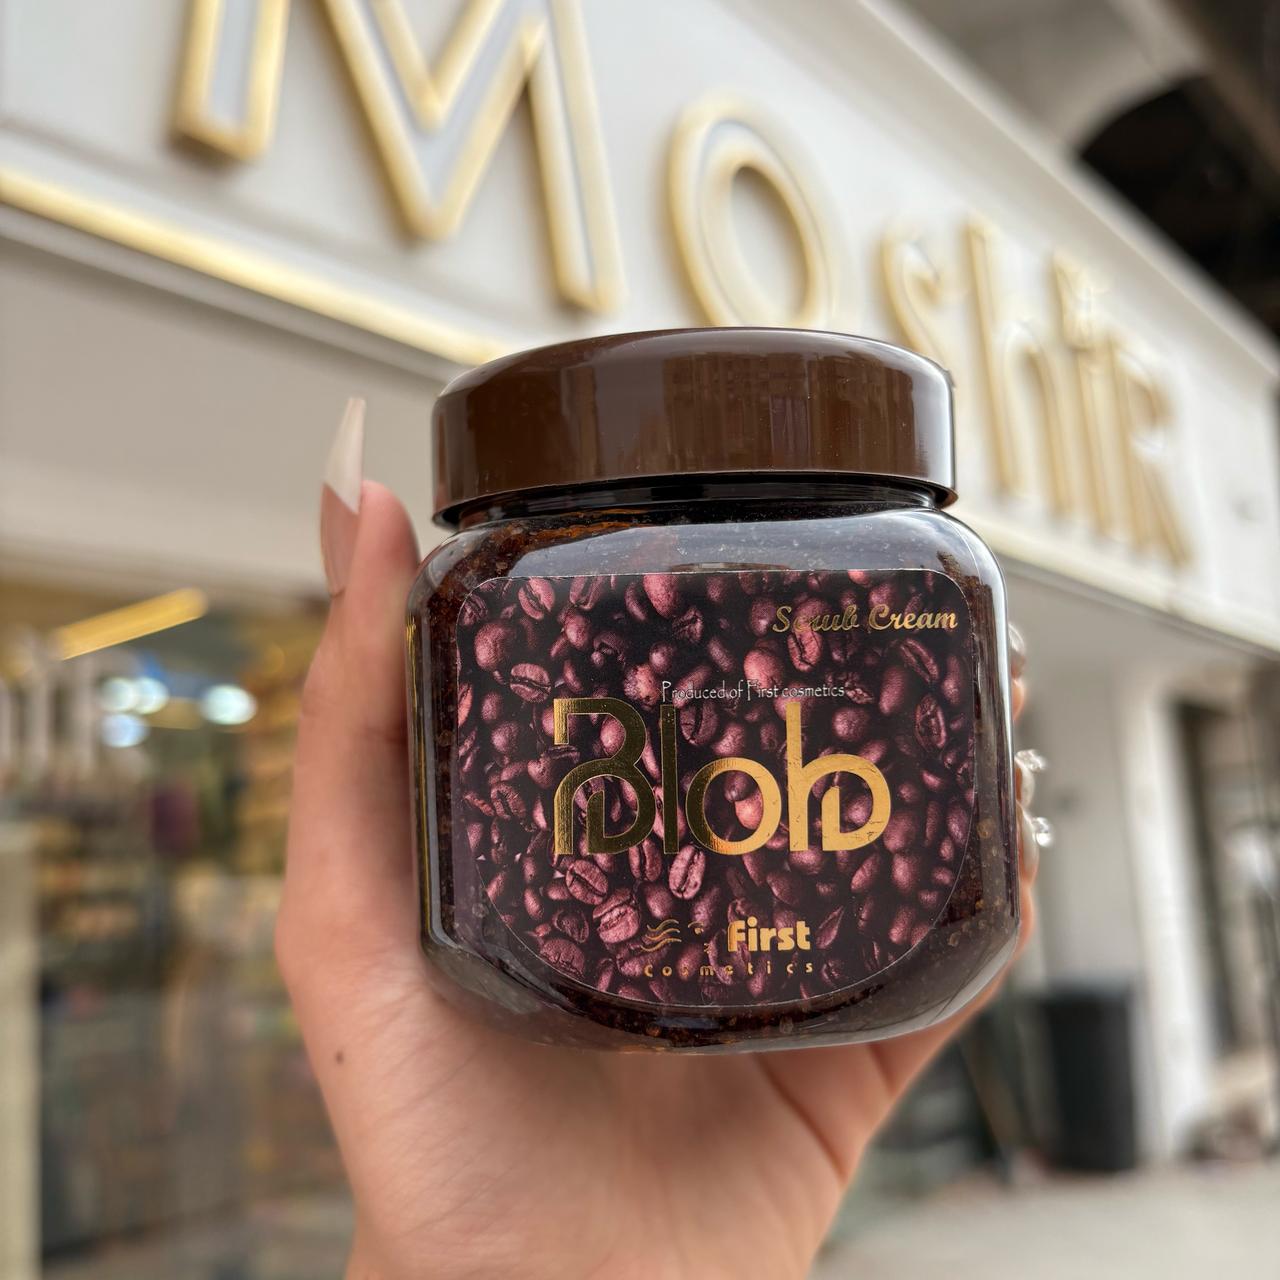 MoshiR
Scrub Cream
Produced of First cosmetics
Blob
First
Cosmetics